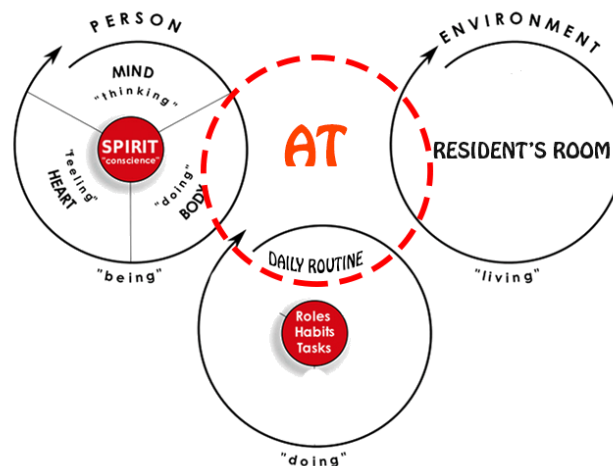 PERSON
MIND
"thinking"
SPIRIT
"conscience"
"feeling"
HEART
"doing"
BODY
"being"
AT
ENVIRONMENT
RESIDENT'S ROOM
"living"
DAILY ROUTINE
Roles
Habits
Tasks
"doing"